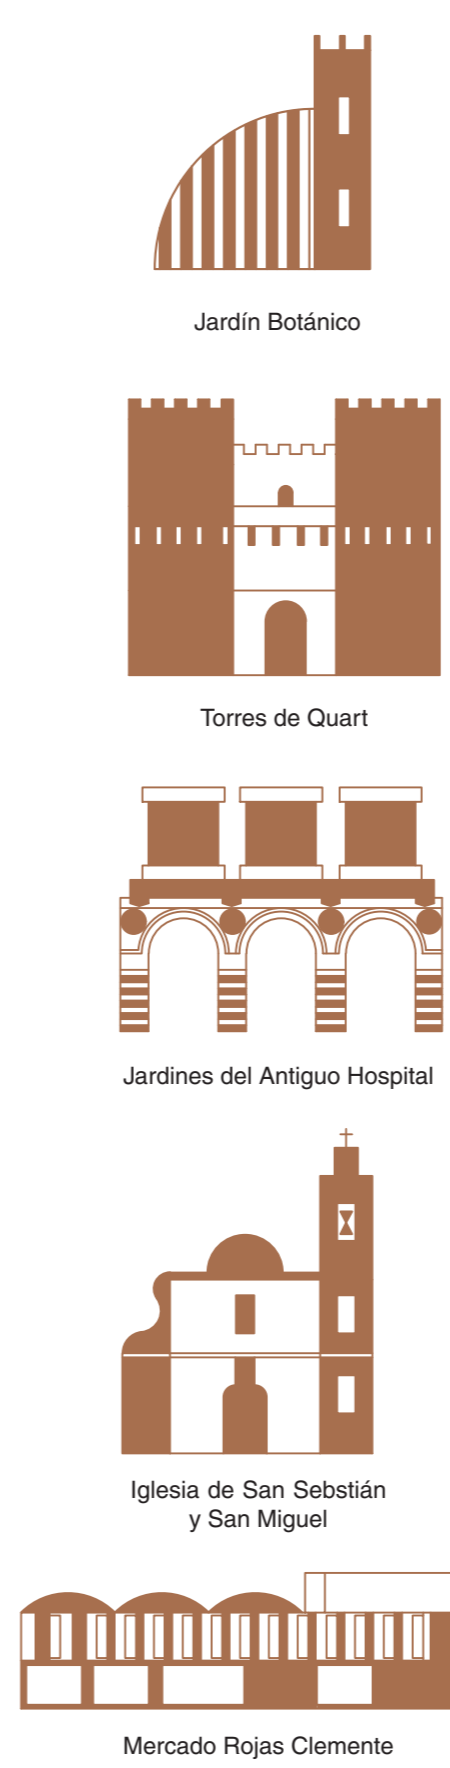 Jardín Botánico
Torres de Quart
Jardines del Antiguo Hospital
Iglesia de San Sebstián
y San Miguel
Mercado Rojas Clemente